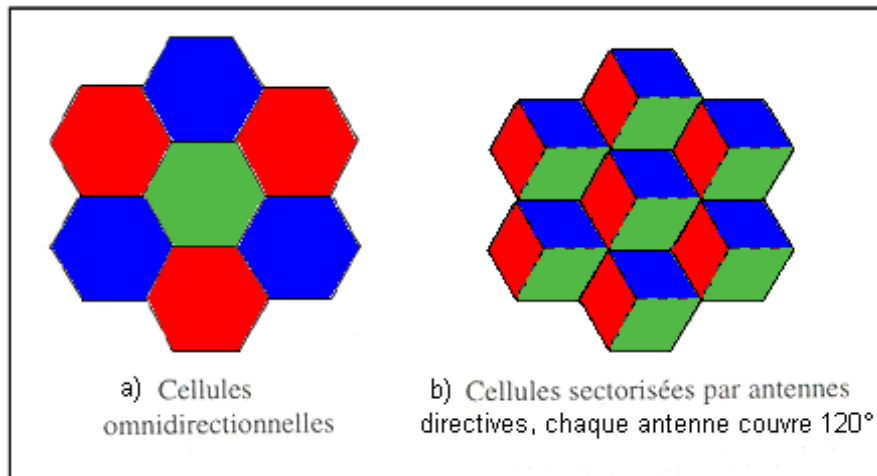 a) Cellules
omnidirectionnelles
b) Cellules sectorisées par antennes
directives, chaque antenne couvre 120°